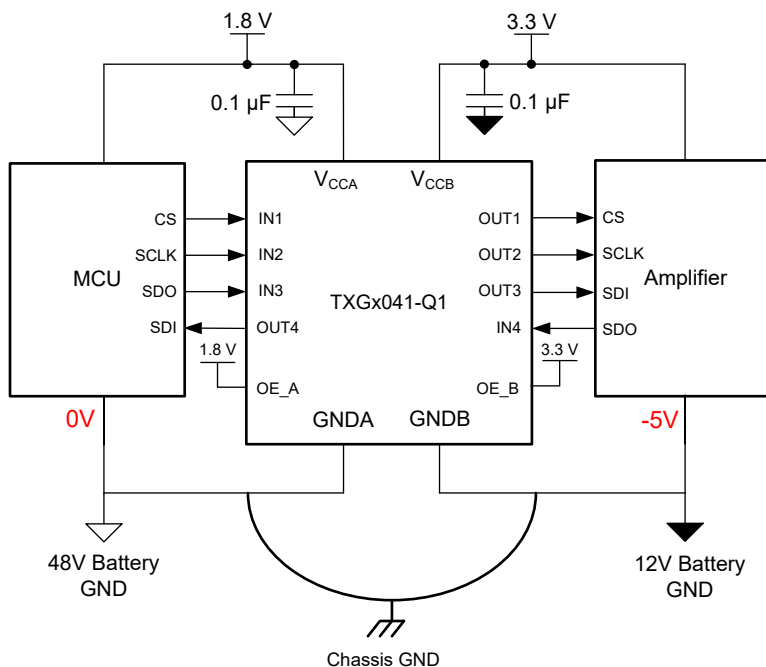 1.8 V
3.3 V
0.1 µF
0.1 µF
VCCA
VCCB
CS
IN1
OUT1
CS
SCLK
IN2
OUT2
SCLK
MCU
Amplifier
SDO
IN3
TXGx041-Q1
OUT3
SDI
SDI
OUT4
IN4
SDO
1.8 V
3.3 V
OE_A
OE_B
GNDA
GNDB
0V
-5V
48V Battery
GND
12V Battery
GND
Chassis GND